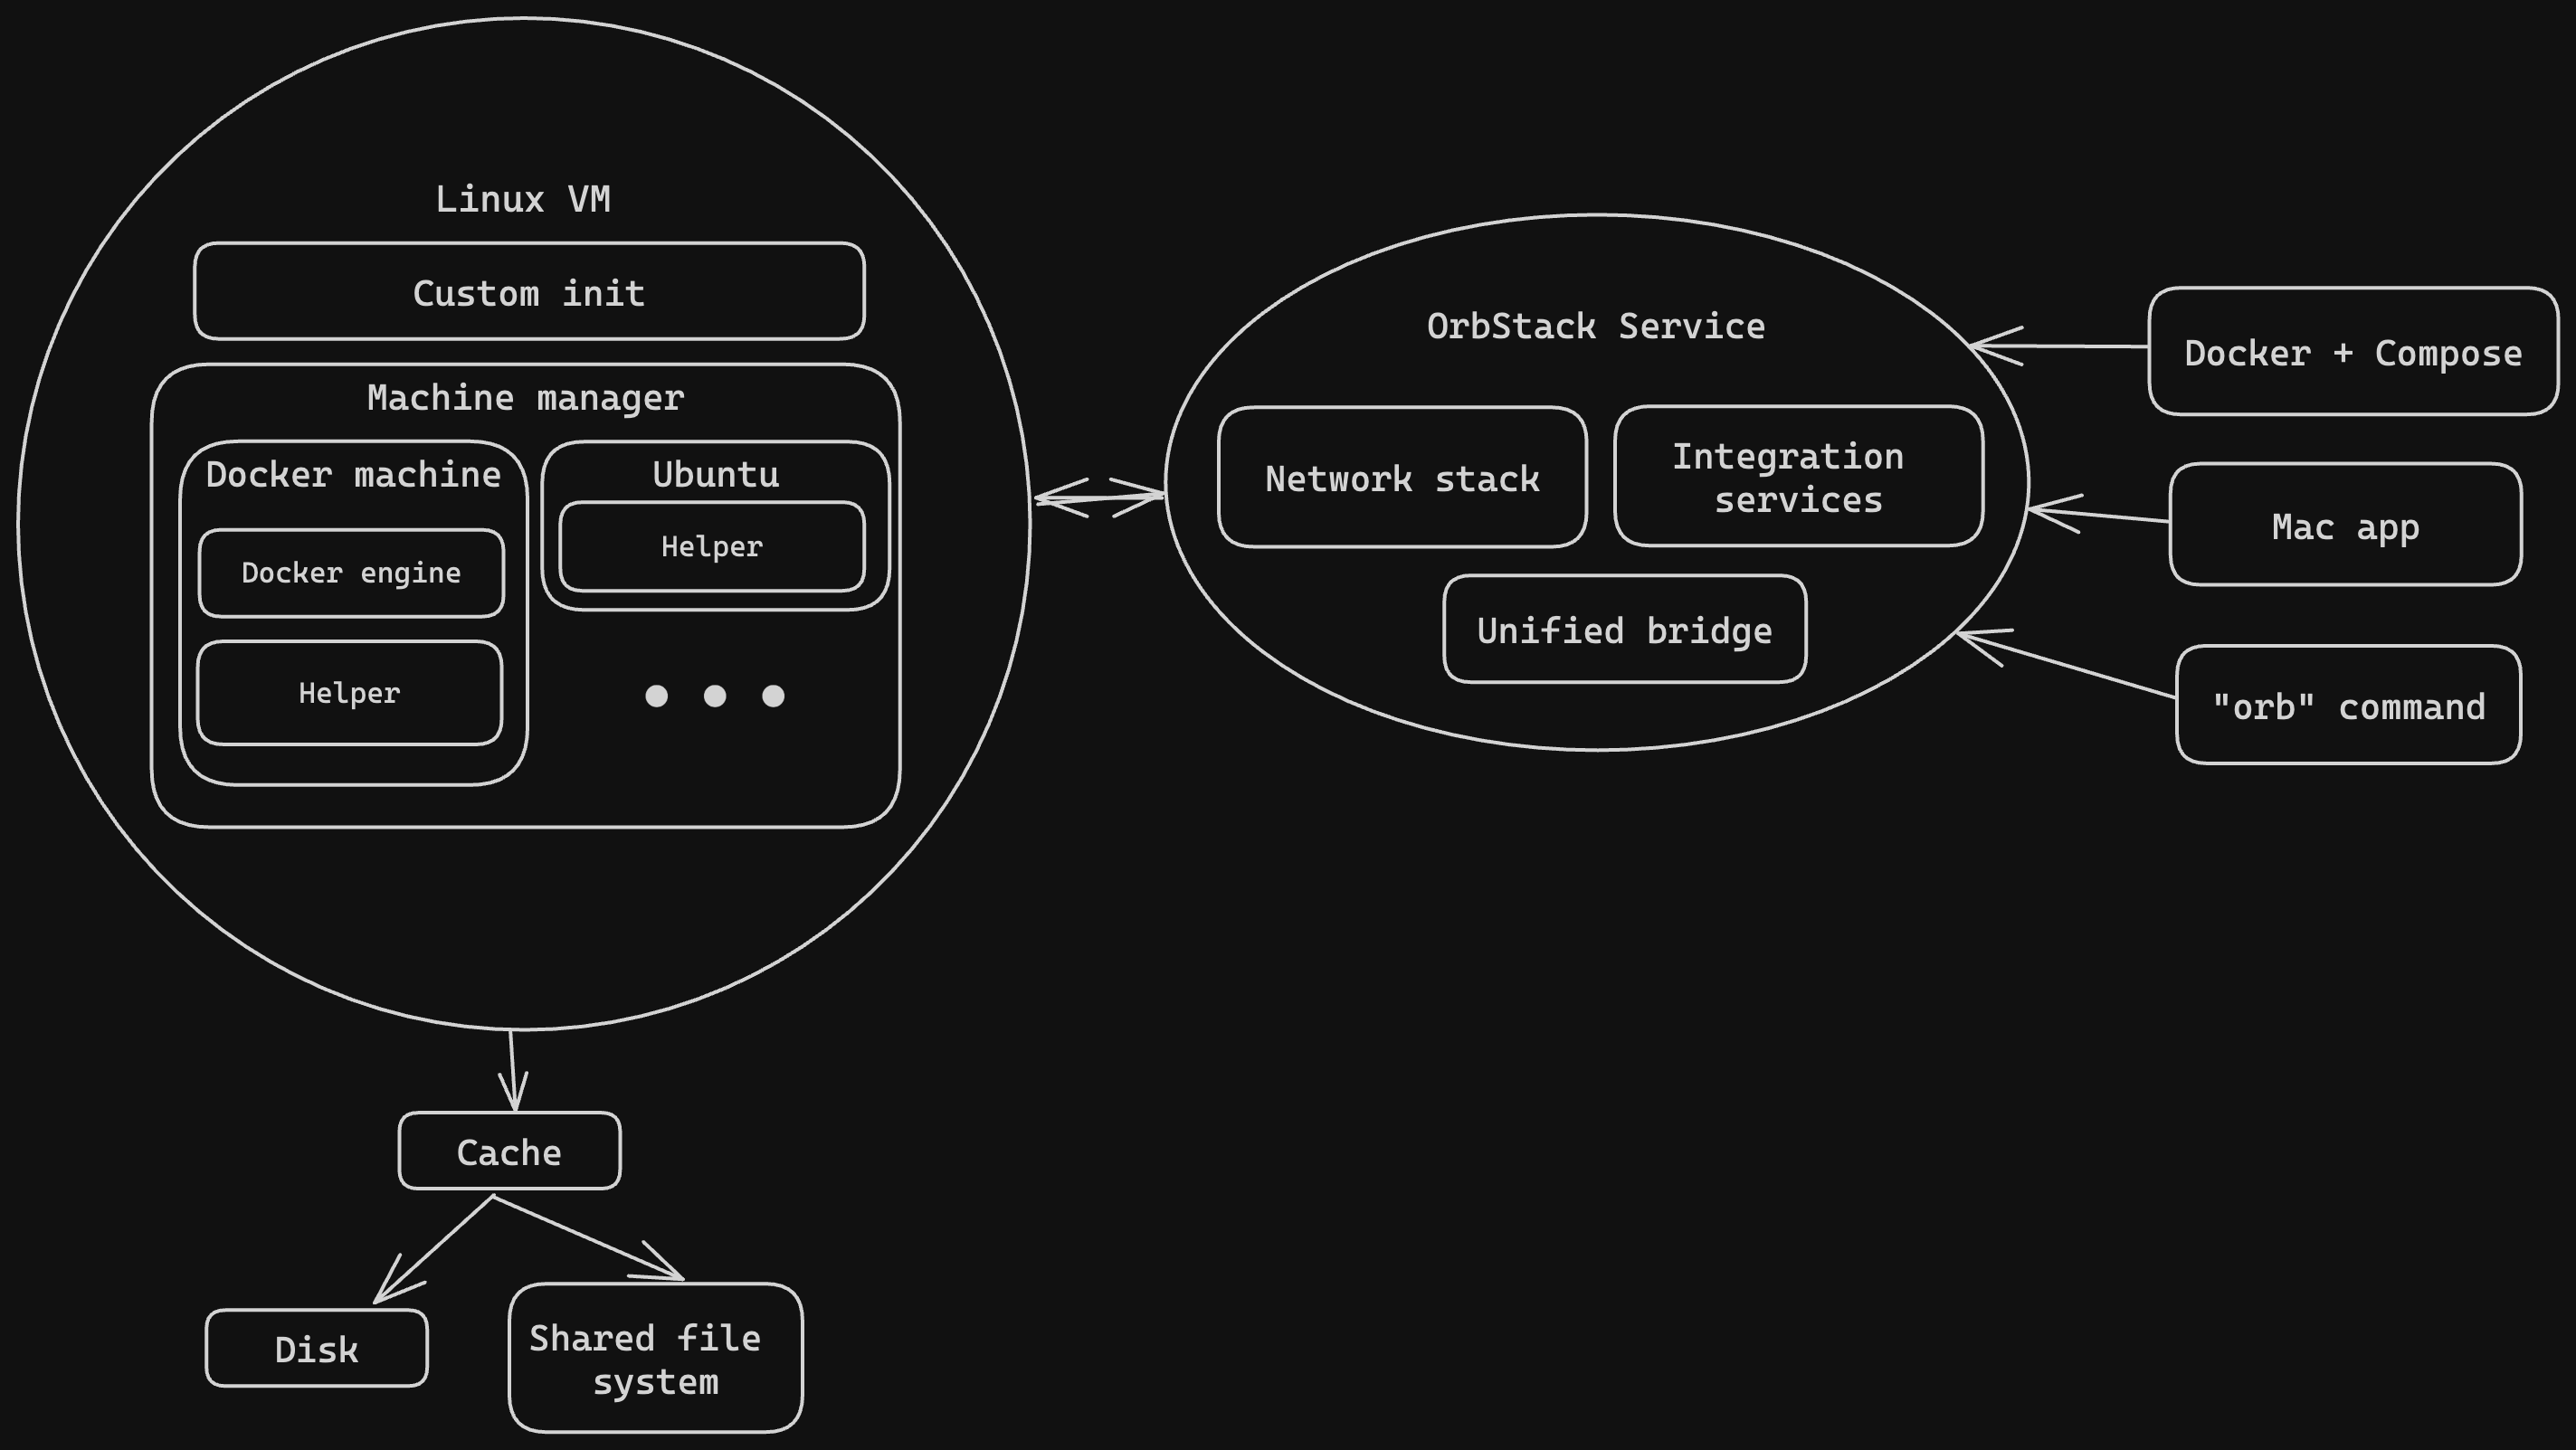 Linux VM
Custom init
Machine manager
Docker machine
Docker engine
Helper
Ubuntu
Helper
OrbStack Service
Network stack
Integration
services
Unified bridge
Docker + Compose
Mac app
"orb" command
Cache
Disk
Shared file
system